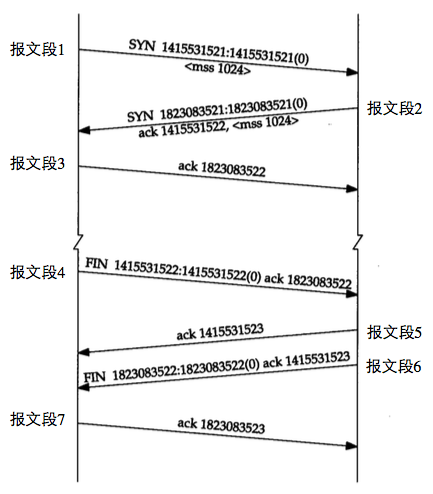 报文段1
SYN 1415531521:1415531521(0)
<mss 1024>
SYN 1823083521:1823083521(0)
报文段2
ack 1415531522, <mss 1024>
报文段3
ack 1823083522
报文段4
FIN 1415531522:1415531522(0) ack 1823083522
ack 1415531523
报文段5
FIN 1823083522:1823083522(0) ack 1415531523
报文段6
报文段7
ack 1823083523